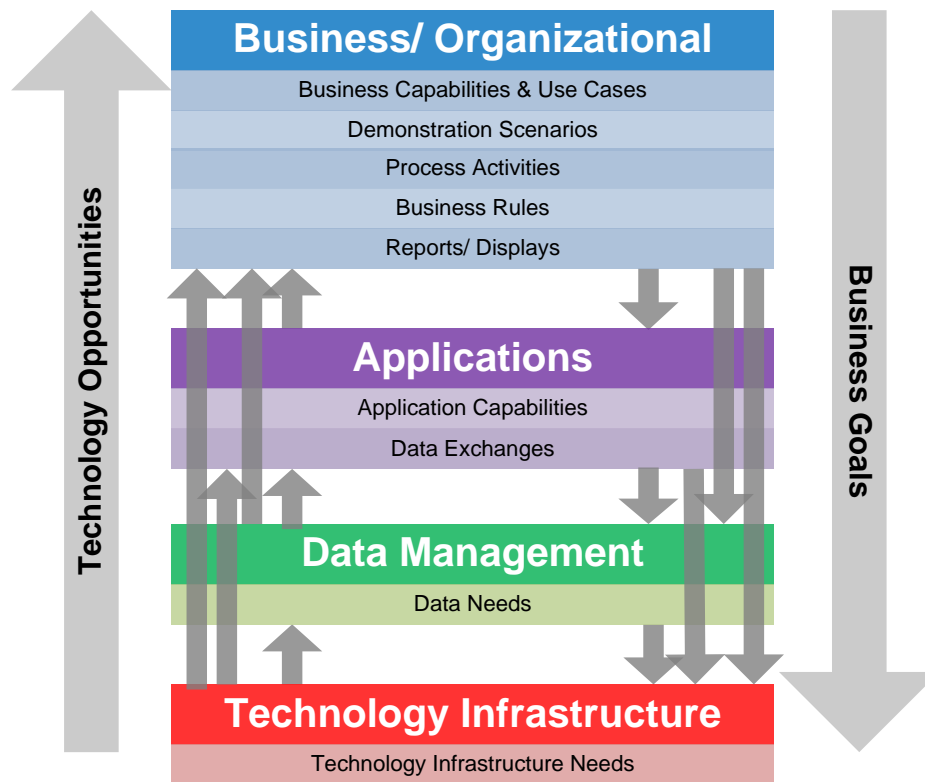 Business/ Organizational
Business Capabilities & Use Cases
Demonstration Scenarios
Process Activities
Business Rules
Reports/ Displays
Applications
Application Capabilities
Data Exchanges
Data Management
Data Needs
Technology Infrastructure
Technology Infrastructure Needs
Technology Opportunities
Business Goals